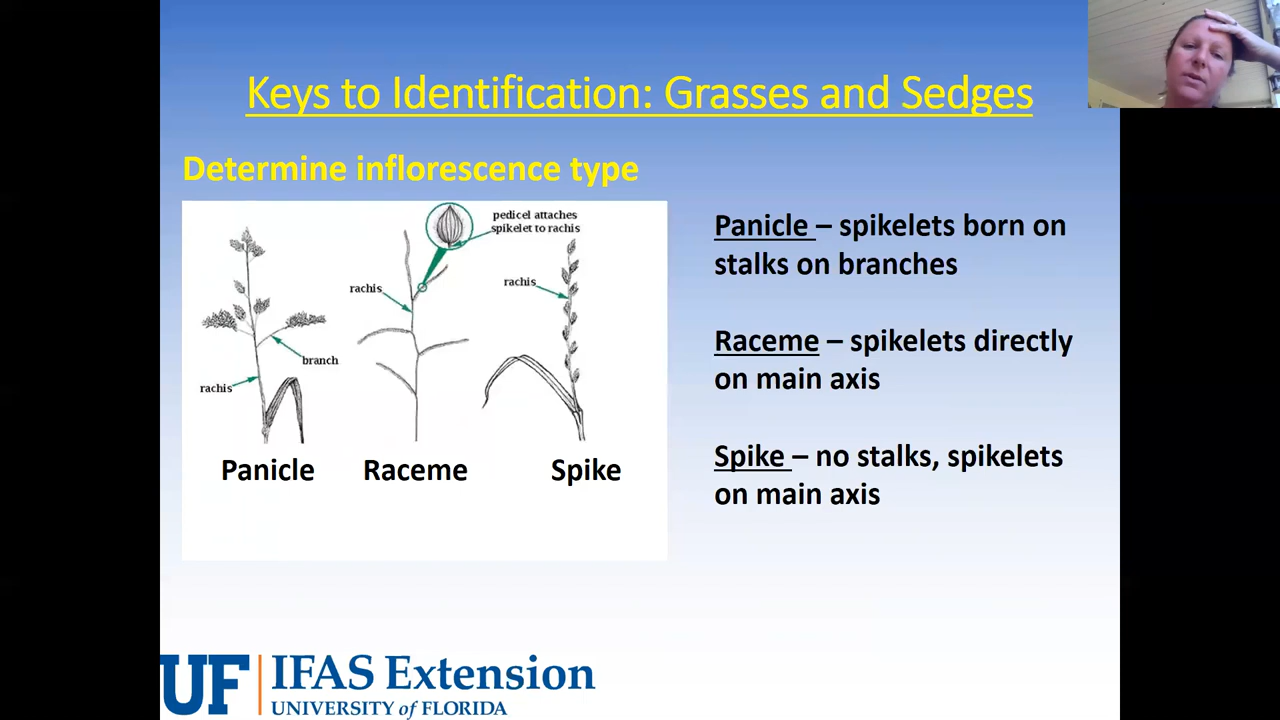 Keys to Identification: Grasses and Sedges
Determine inflorescence type
pedicel attaches
spikelet to rachis
rachis
rachis
branch
rachis
Panicle
Raceme
Spike
Panicle – spikelets born on
stalks on branches
Raceme – spikelets directly
on main axis
Spike – no stalks, spikelets
on main axis
UF IFAS Extension
UNIVERSITY of FLORIDA